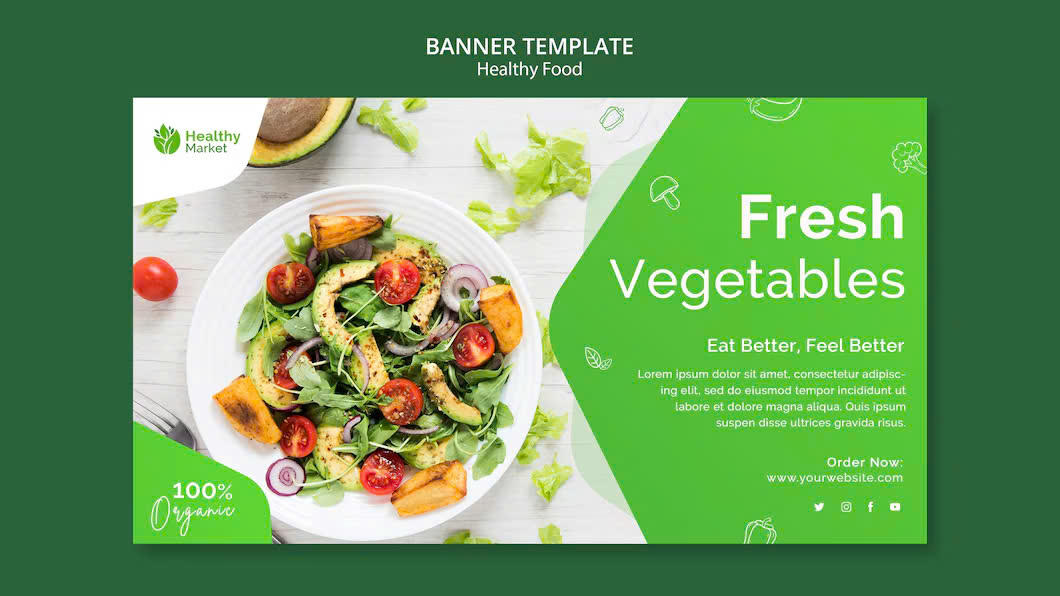 BANNER TEMPLATE
Healthy Food
Healthy
Market
Fresh
Vegetables
Eat Better, Feel Better
Lorem ipsum dolor sit amet, consectetur adipisc-
ing elit, sed do eiusmod tempor incididunt ut
labore et dolore magna aliqua. Quis ipsum
suspen disse ultrices gravida risus.
Order Now:
www.yourwebsite.com
100%
Organic